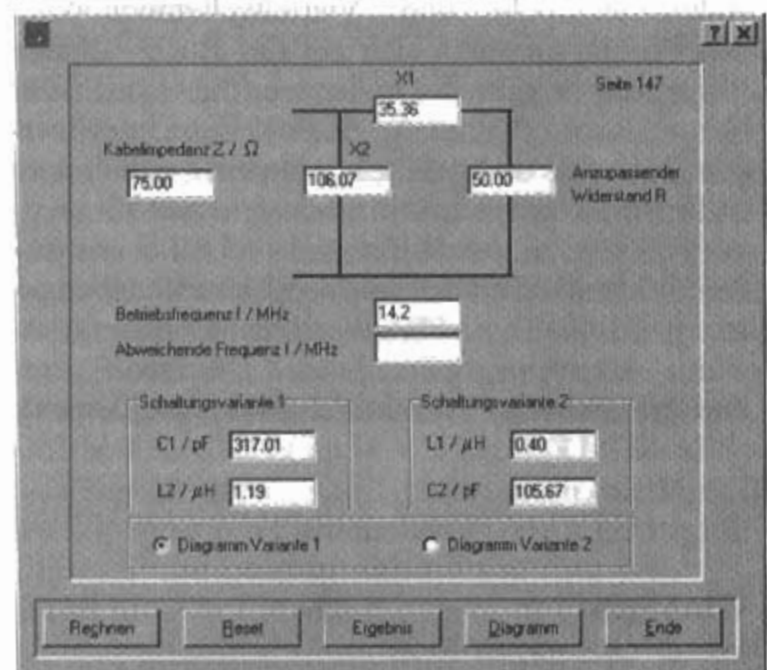 ? X
X1
Seite 147
35.36
Kabelimpedanz Z / Ω
X2
75.00
106.07
50.00
Anzupassender
Widerstand R
Betriebsfrequenz f / MHz
14.2
Abweichende Frequenz f / MHz
Schaltungsvariante 1
Schaltungsvariante 2
C1 / pF
317.01
L1 / µH
0.40
L2 / µH
1.19
C2 / pF
105.67
Diagramm Variante 1
Diagramm Variante 2
Rechnen
Reset
Ergebnis
Diagramm
Ende